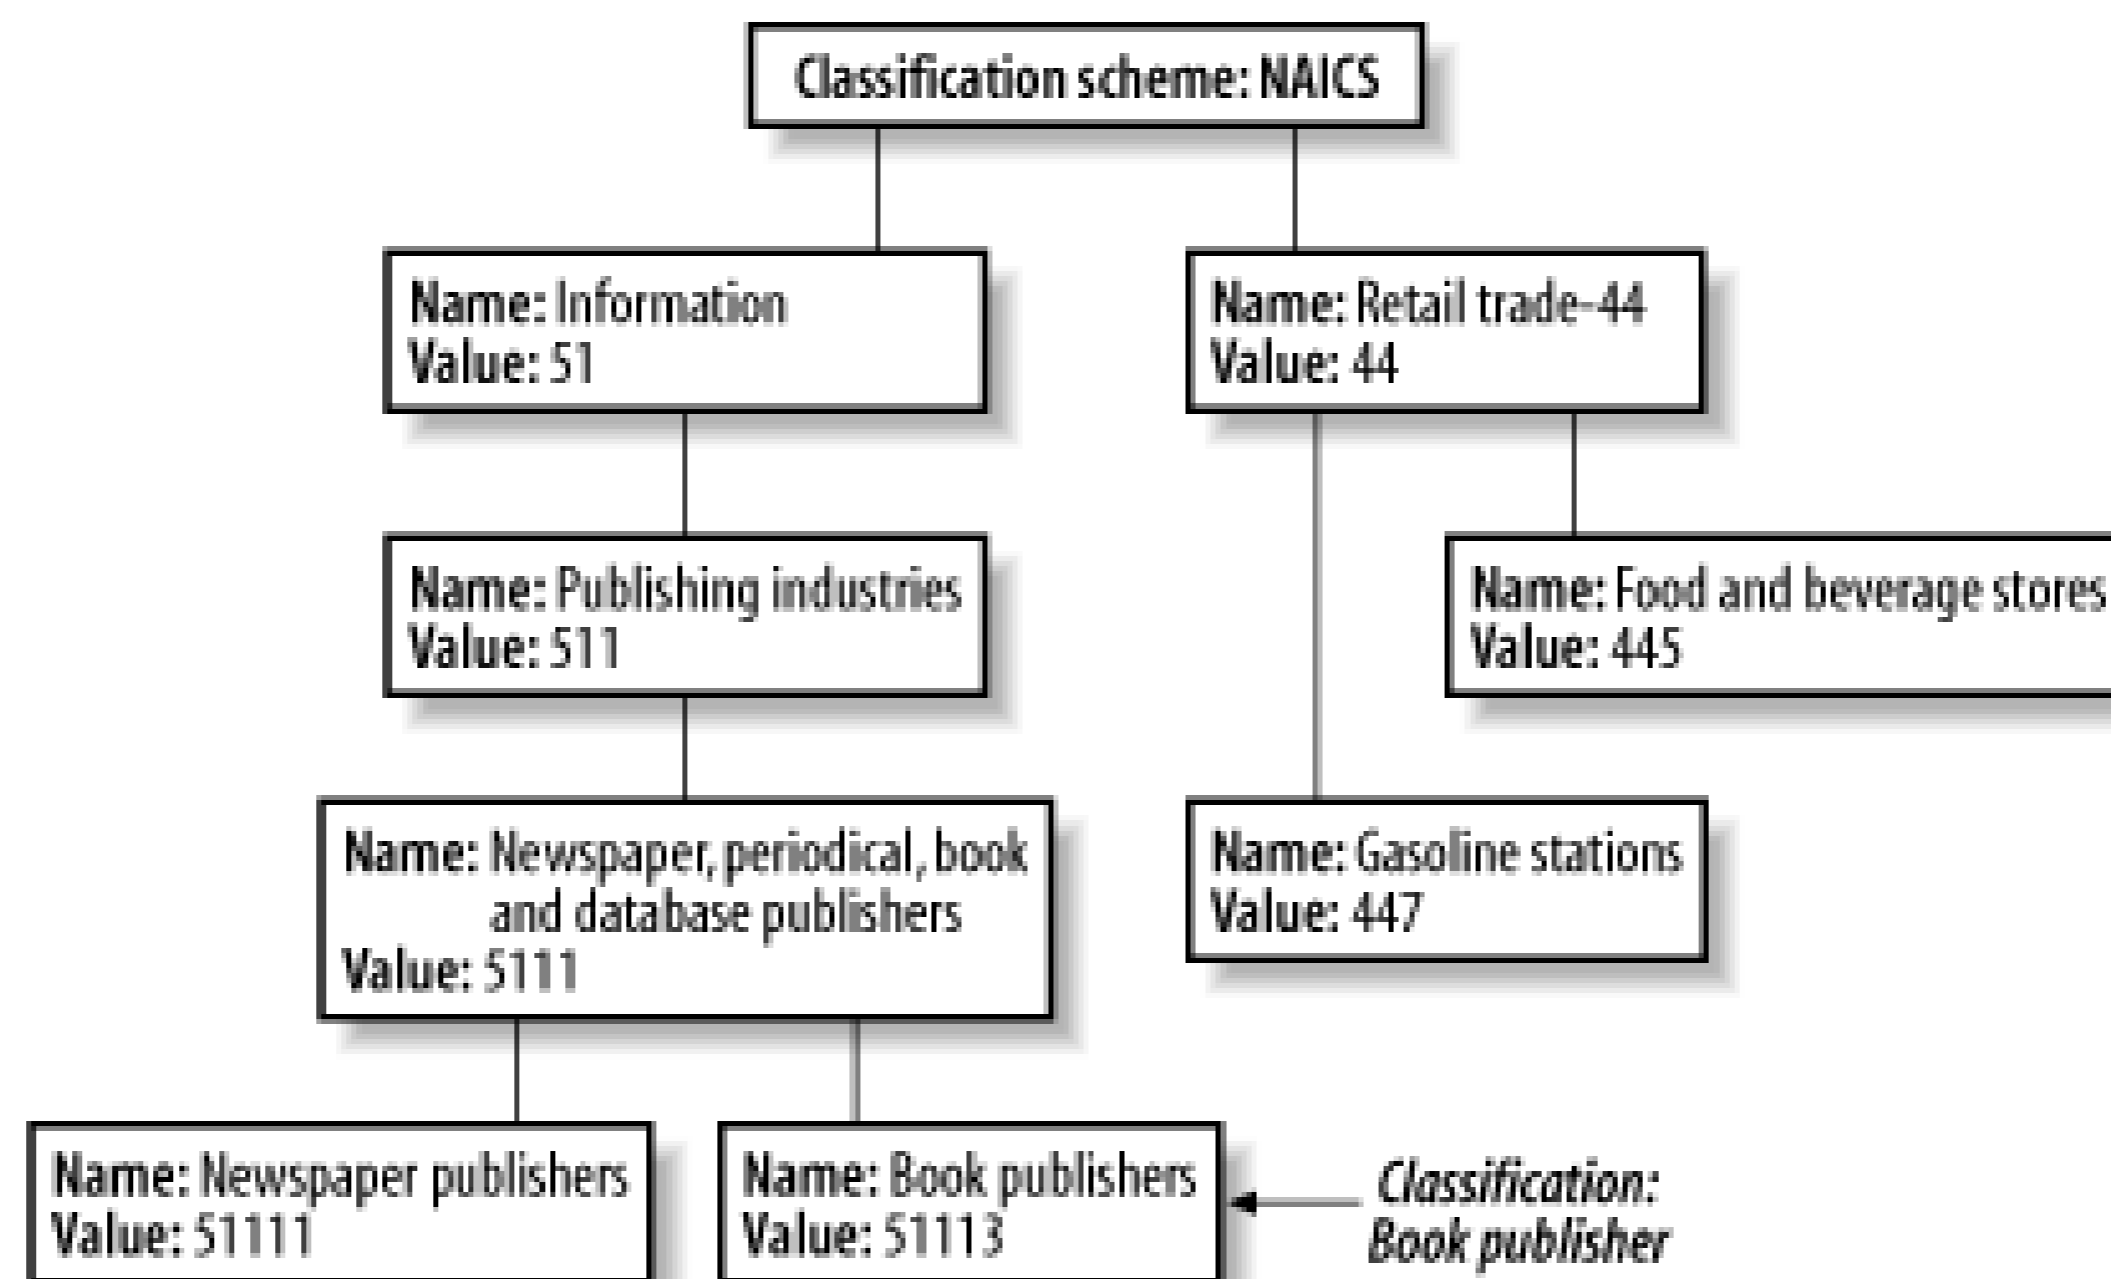 Classification scheme: NAICS
Name: Information
Value: 51
Name: Retail trade-44
Value: 44
Name: Publishing industries
Value: 511
Name: Food and beverage stores
Value: 445
Name: Newspaper, periodical, book
and database publishers
Value: 5111
Name: Gasoline stations
Value: 447
Name: Newspaper publishers
Value: 51111
Name: Book publishers
Value: 51113
Classification:
Book publisher